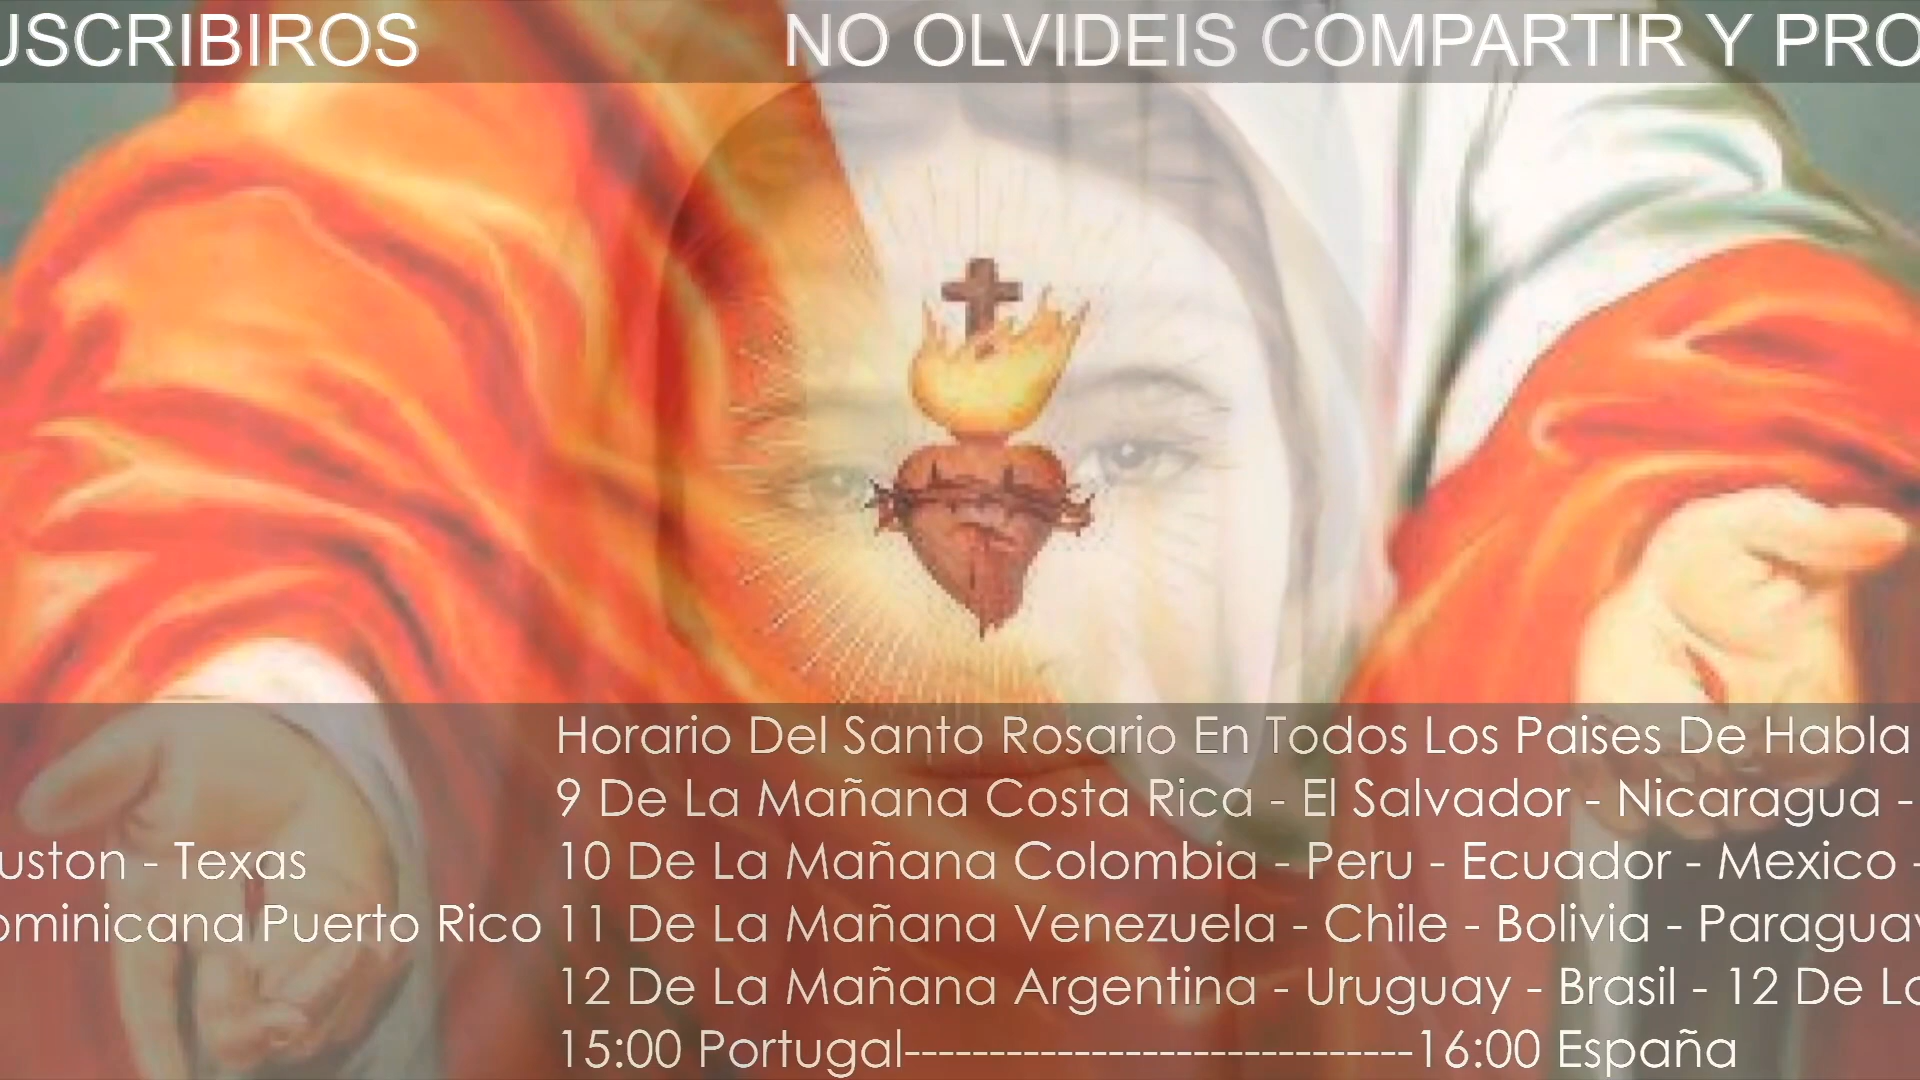 USCRIBIROS NO OLVIDEIS COMPARTIR Y PRO
Horario Del Santo Rosario En Todos Los Paises De Habla
9 De La Mañana Costa Rica - El Salvador - Nicaragua -
uston - Texas 10 De La Mañana Colombia - Peru - Ecuador - Mexico -
ominicana Puerto Rico 11 De La Mañana Venezuela - Chile - Bolivia - Paraguay
12 De La Mañana Argentina - Uruguay - Brasil - 12 De La
15:00 Portugal------------------------------16:00 España